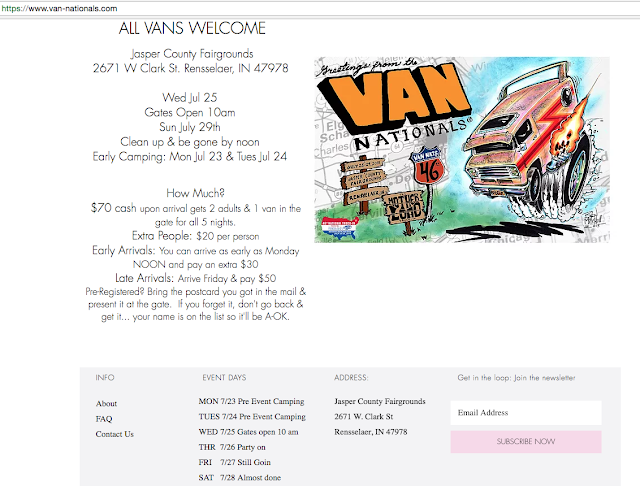 https://www.van-nationals.com
ALL VANS WELCOME
Jasper County Fairgrounds
2671 W Clark St. Rensselaer, IN 47978
Wed Jul 25
Gates Open 10am
Sun July 29th
Clean up & be gone by noon
Early Camping: Mon Jul 23 & Tues Jul 24
How Much?
$70 cash upon arrival gets 2 adults & 1 van in the
gate for all 5 nights.
Extra People: $20 per person
Early Arrivals: You can arrive as early as Monday
NOON and pay an extra $30
Late Arrivals: Arrive Friday & pay $50
Pre-Registered? Bring the postcard you got in the mail &
present it at the gate. If you forget it, don't go back &
get it... your name is on the list so it'll be A-OK.
Greetings from the
VAN
NATIONALS
VAN NAT'S
46
JASPER COUNTY
FAIRGROUNDS
RENSSELAER, IN
MOTHER
LOAD
INFO
About
FAQ
Contact Us
EVENT DAYS
MON 7/23 Pre Event Camping
TUES 7/24 Pre Event Camping
WED 7/25 Gates open 10 am
THR 7/26 Party on
FRI 7/27 Still Goin
SAT 7/28 Almost done
ADDRESS:
Jasper County Fairgrounds
2671 W. Clark St
Rensselaer, IN 47978
Get in the loop: Join the newsletter
Email Address
SUBSCRIBE NOW